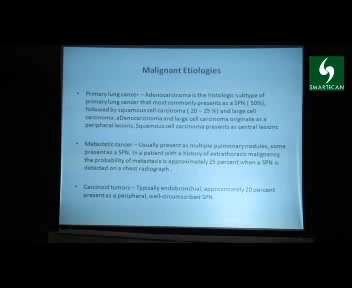 Malignant Etiologies
SMARTECAN
• Primary lung cancer – Adenocarcinoma is the histologic subtype of
primary lung cancer that most commonly presents as a SPN ( 50%),
followed by squamous cell carcinoma ( 20 – 25 %) and large cell
carcinoma. aDenocarcinoma and large cell carcinoma originate as a
peripheral lesions. Squamous cell carcinoma presents as central lesions
• Metastatic cancer – Usually present as multiple pulmonary nodules, some
present as a SPN. In a patient with a history of extrathoracic malignancy,
the probability of metastasis is approximately 25 percent when a SPN is
detected on a chest radiograph.
• Carcinoid tumors – Typically endobronchial, approximately 20 percent
present as a peripheral, well-circumscribed SPN